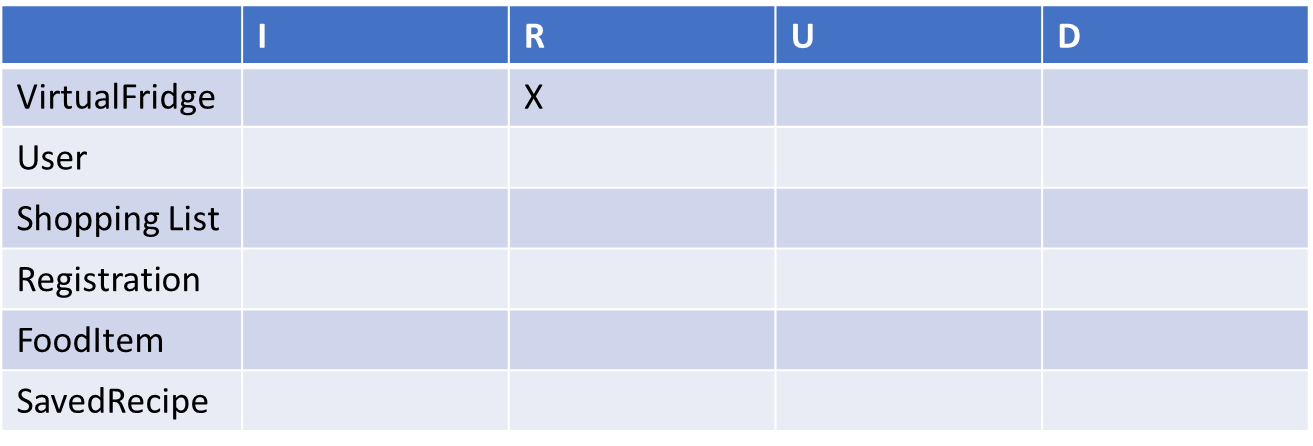 I R U D
VirtualFridge X
User
Shopping List
Registration
FoodItem
SavedRecipe